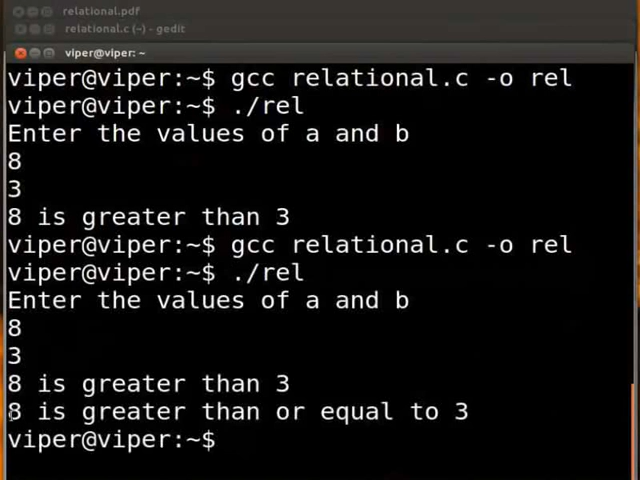 relational.pdf
relational.c (~) - gedit
viper@viper: ~
viper@viper:~$ gcc relational.c -o rel
viper@viper:~$ ./rel
Enter the values of a and b
8
3
8 is greater than 3
viper@viper:~$ gcc relational.c -o rel
viper@viper:~$ ./rel
Enter the values of a and b
8
3
8 is greater than 3
8 is greater than or equal to 3
viper@viper:~$